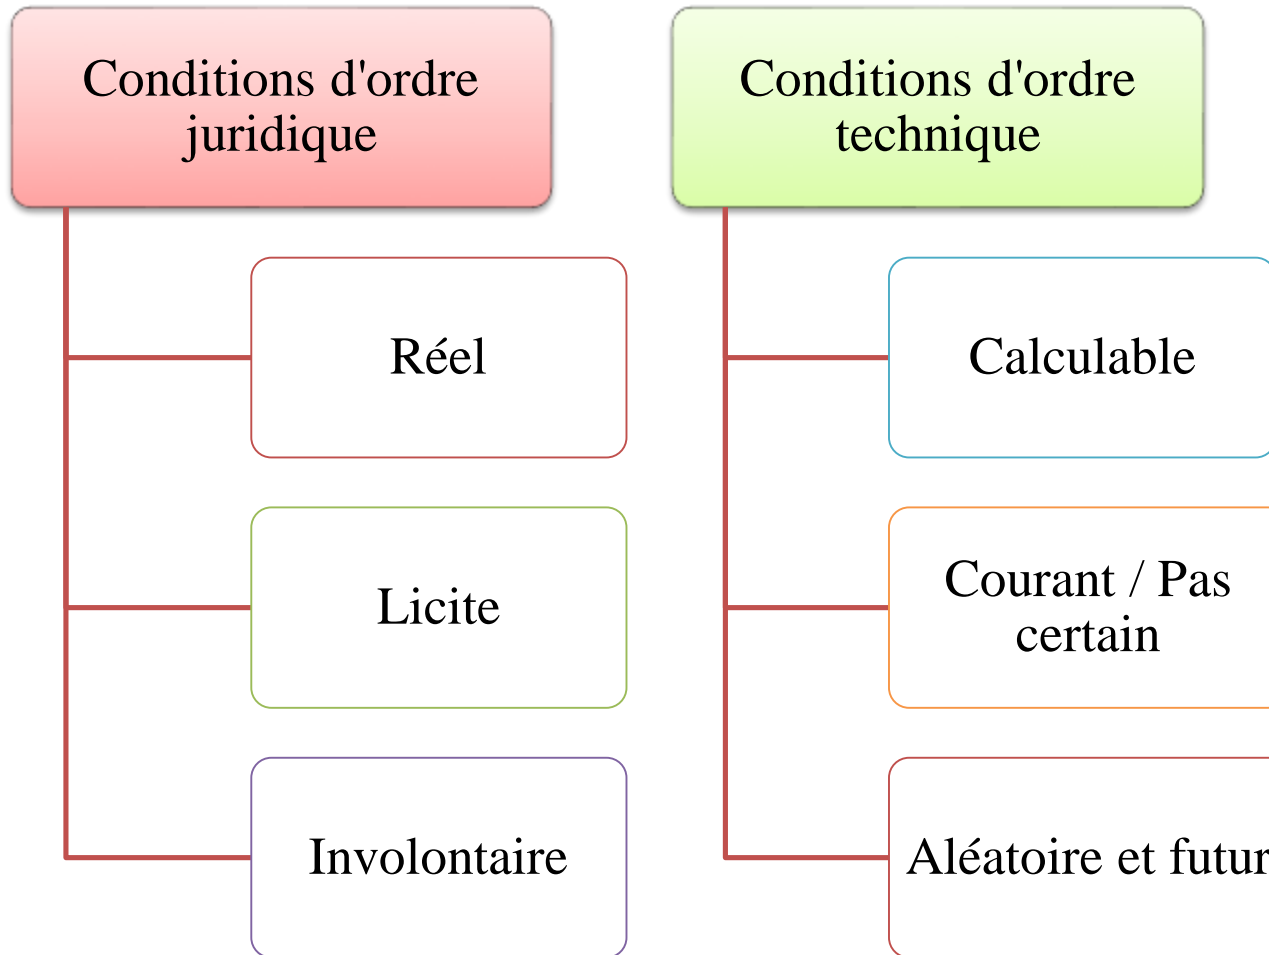 Conditions d'ordre
juridique
Réel
Licite
Involontaire
Conditions d'ordre
technique
Calculable
Courant / Pas
certain
Aléatoire et futur